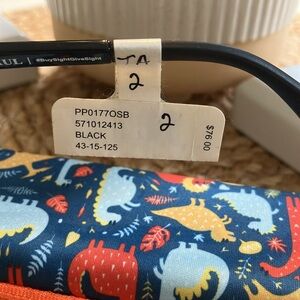 UL | #BuySightGiveSight
TA
2
PP0177OSB
571012413
BLACK
43-15-125
2
$76.00